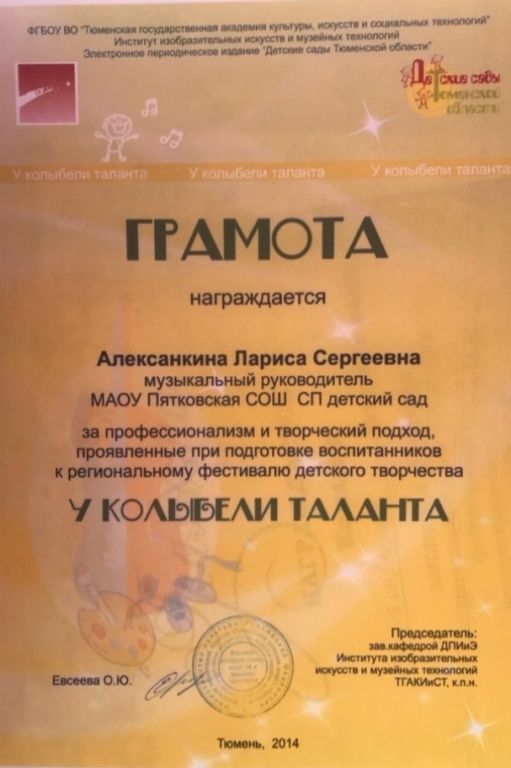 ФГБОУ ВО "Тюменская государственная академия культуры, искусств и социальных технологий"
Институт изобразительных искусств и музейных технологий
Электронное периодическое издание "Детские сады Тюменской области"
Детские сады
Тюменской
области
У колыбели таланта У колыбели таланта У колыбели таланта
ГРАМОТА
награждается
Алексанкина Лариса Сергеевна
музыкальный руководитель
МАОУ Пятковская СОШ СП детский сад
за профессионализм и творческий подход,
проявленные при подготовке воспитанников
к региональному фестивалю детского творчества
У КОЛЫБЕЛИ ТАЛАНТА
Евсеева О.Ю.
Председатель:
зав.кафедрой ДПИиЭ
Института изобразительных
искусств и музейных технологий
ТГАКИиСТ, к.п.н.
Тюмень, 2014